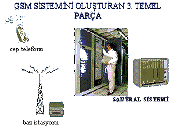 GSM SİSTEMİNİ OLUŞTURAN 3. TEMEL
PARÇA
cep telefonu
SANTRAL SİSTEMİ
baz istasyonu